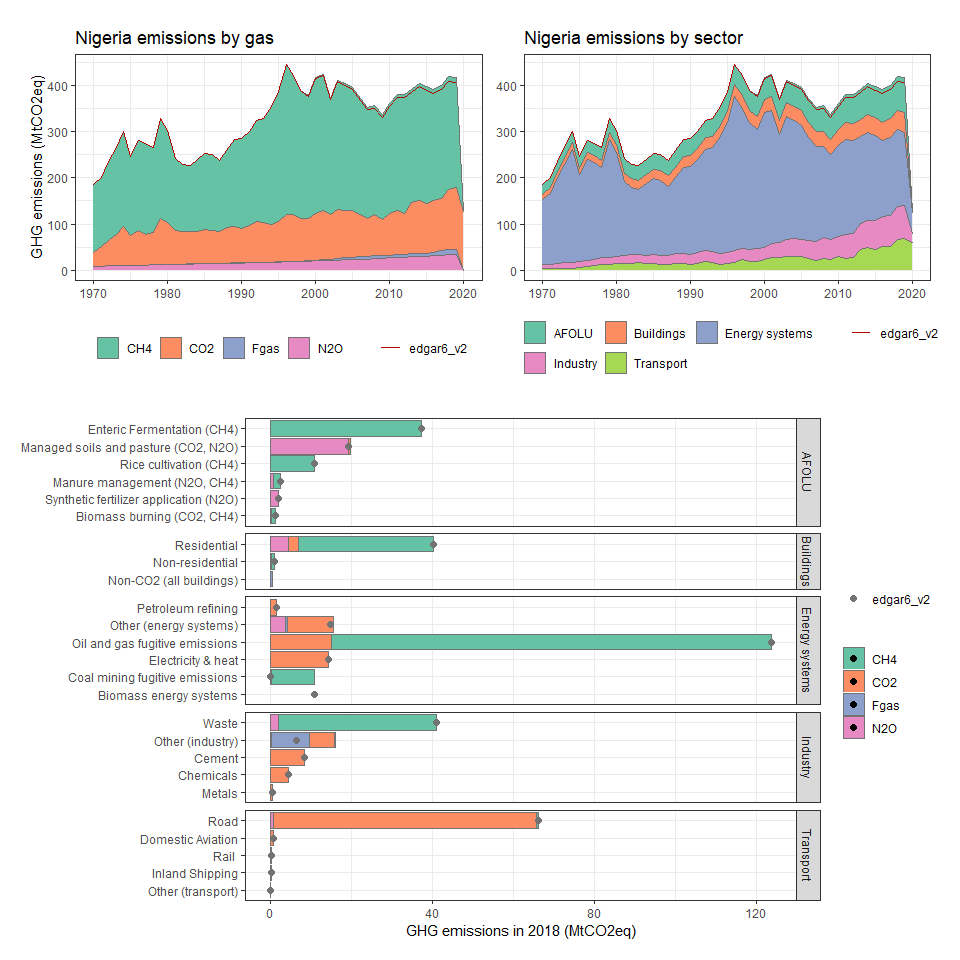 Nigeria emissions by gas
GHG emissions (MtCO2eq)
400
300
200
100
0
1970 1980 1990 2000 2010 2020
CH4 CO2 Fgas N2O edgar6_v2
Nigeria emissions by sector
400
300
200
100
0
1970 1980 1990 2000 2010 2020
AFOLU Buildings Energy systems edgar6_v2
Industry Transport
Enteric Fermentation (CH4)
Managed soils and pasture (CO2, N2O)
Rice cultivation (CH4)
Manure management (N2O, CH4)
Synthetic fertilizer application (N2O)
Biomass burning (CO2, CH4)
AFOLU
Residential
Non-residential
Non-CO2 (all buildings)
Buildings
Petroleum refining
Other (energy systems)
Oil and gas fugitive emissions
Electricity & heat
Coal mining fugitive emissions
Biomass energy systems
Energy systems
Waste
Other (industry)
Cement
Chemicals
Metals
Industry
Road
Domestic Aviation
Rail
Inland Shipping
Other (transport)
Transport
0 40 80 120
GHG emissions in 2018 (MtCO2eq)
edgar6_v2
CH4
CO2
Fgas
N2O